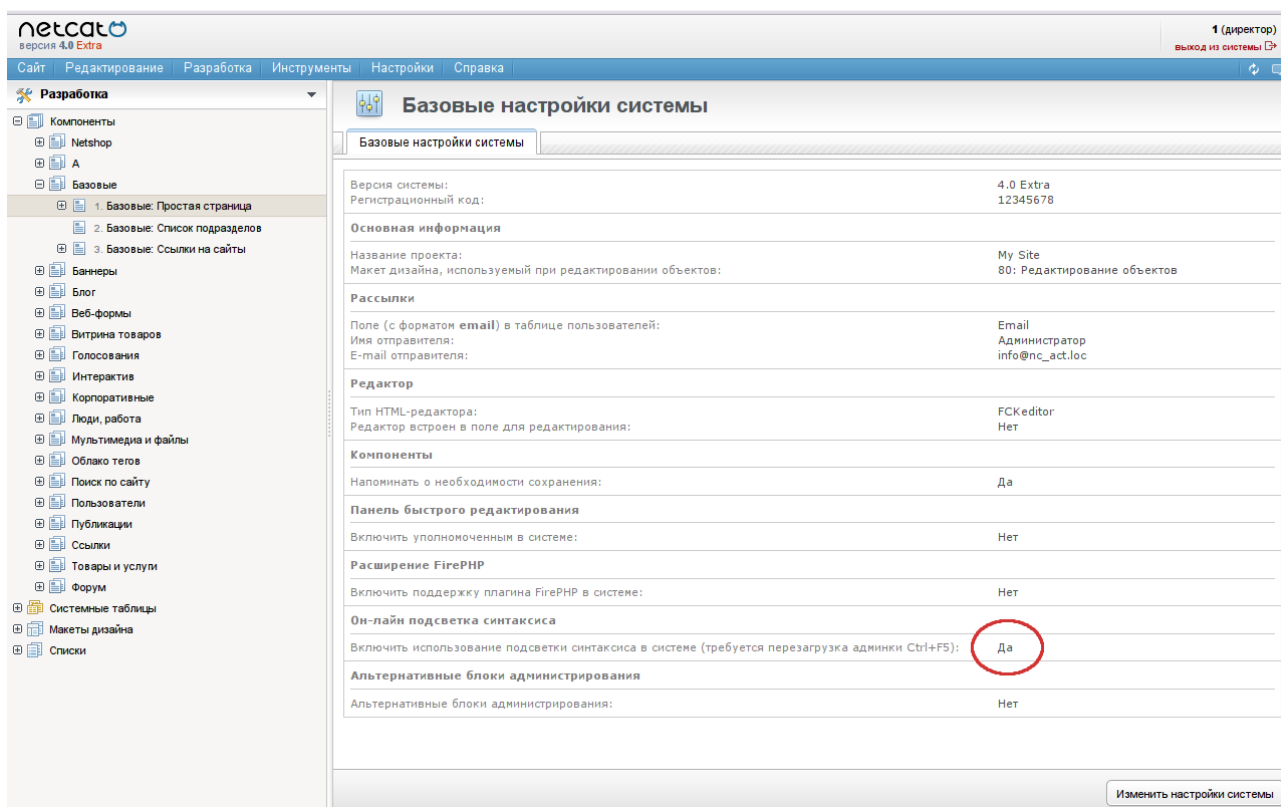 netcat
версия 4.0 Extra
1 (директор)
выход из системы
Сайт Редактирование Разработка Инструменты Настройки Справка
Разработка
Компоненты
Netshop
А
Базовые
1. Базовые: Простая страница
2. Базовые: Список подразделов
3. Базовые: Ссылки на сайты
Баннеры
Блог
Веб-формы
Витрина товаров
Голосования
Интерактив
Корпоративные
Люди, работа
Мультимедиа и файлы
Облако тегов
Поиск по сайту
Пользователи
Публикации
Ссылки
Товары и услуги
Форум
Системные таблицы
Макеты дизайна
Списки
Базовые настройки системы
Базовые настройки системы
Версия системы: 4.0 Extra
Регистрационный код: 12345678
Основная информация
Название проекта: My Site
Макет дизайна, используемый при редактировании объектов: 80: Редактирование объектов
Рассылки
Поле (с форматом email) в таблице пользователей: Email
Имя отправителя: Администратор
E-mail отправителя: info@nc_act.loc
Редактор
Тип HTML-редактора: FCKeditor
Редактор встроен в поле для редактирования: Нет
Компоненты
Напоминать о необходимости сохранения: Да
Панель быстрого редактирования
Включить уполномоченным в системе: Нет
Расширение FirePHP
Включить поддержку плагина FirePHP в системе: Нет
Он-лайн подсветка синтаксиса
Включить использование подсветки синтаксиса в системе (требуется перезагрузка админки Ctrl+F5): Да
Альтернативные блоки администрирования
Альтернативные блоки администрирования: Нет
Изменить настройки системы